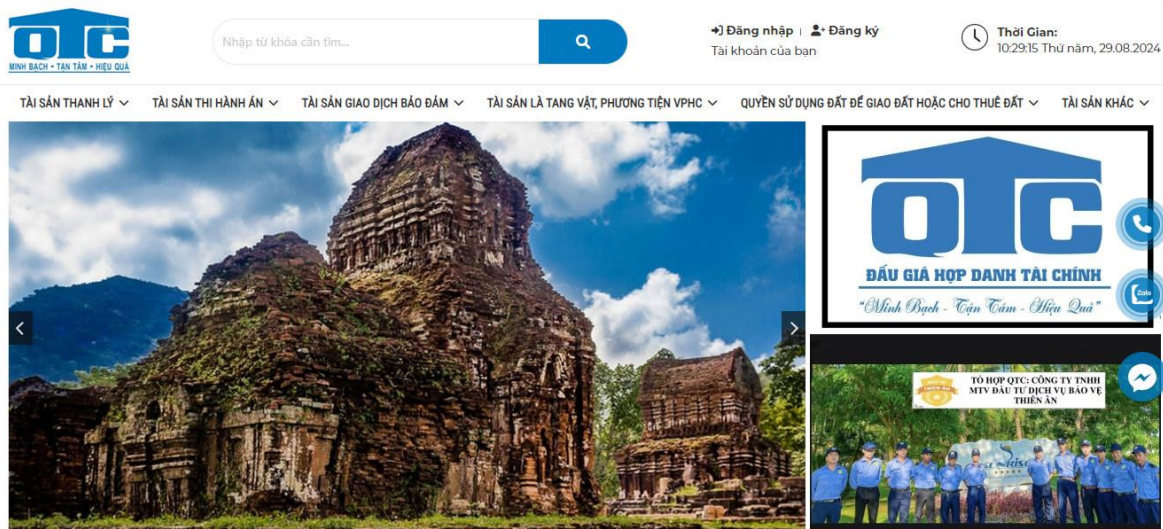 QTC
MINH BẠCH • TẬN TÂM • HIỆU QUẢ
Nhập từ khóa cần tìm...
Đăng nhập | Đăng ký
Tài khoản của bạn
Thời Gian:
10:29:15 Thứ năm, 29.08.2024
TÀI SẢN THANH LÝ
TÀI SẢN THI HÀNH ÁN
TÀI SẢN GIAO DỊCH BẢO ĐẢM
TÀI SẢN LÀ TANG VẬT, PHƯƠNG TIỆN VPHC
QUYỀN SỬ DỤNG ĐẤT ĐỂ GIAO ĐẤT HOẶC CHO THUÊ ĐẤT
TÀI SẢN KHÁC
QTC
ĐẤU GIÁ HỢP DANH TÀI CHÍNH
"Minh Bạch - Tận Tâm - Hiệu Quả"
Zalo
TỔ HỢP QTC: CÔNG TY TNHH
MTV ĐẦU TƯ DỊCH VỤ BẢO VỆ
THIÊN ÂN